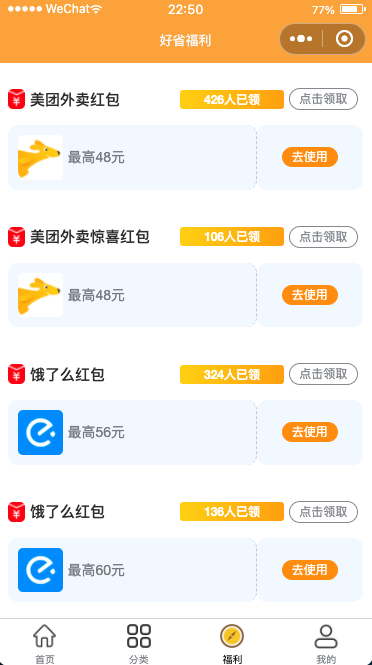 WeChat 22:50 77%
好省福利
美团外卖红包 426人已领 点击领取
最高48元 去使用
美团外卖惊喜红包 106人已领 点击领取
最高48元 去使用
饿了么红包 324人已领 点击领取
最高56元 去使用
饿了么红包 136人已领 点击领取
最高60元 去使用
首页 分类 福利 我的